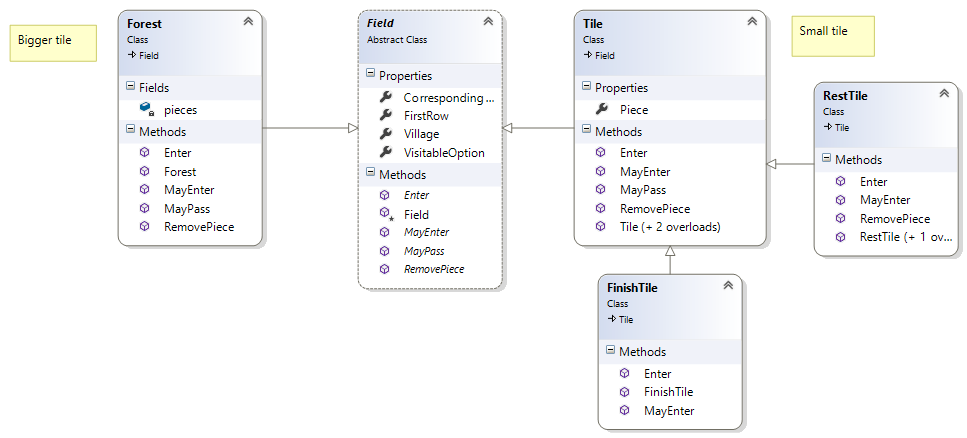 Bigger tile
Forest
Class
Field
Fields
pieces
Methods
Enter
Forest
MayEnter
MayPass
RemovePiece
Field
Abstract Class
Properties
Corresponding ...
FirstRow
Village
VisitableOption
Methods
Enter
Field
MayEnter
MayPass
RemovePiece
Tile
Class
Field
Properties
Piece
Methods
Enter
MayEnter
MayPass
RemovePiece
Tile (+ 2 overloads)
Small tile
RestTile
Class
Tile
Methods
Enter
MayEnter
RemovePiece
RestTile (+ 1 ov...
FinishTile
Class
Tile
Methods
Enter
FinishTile
MayEnter